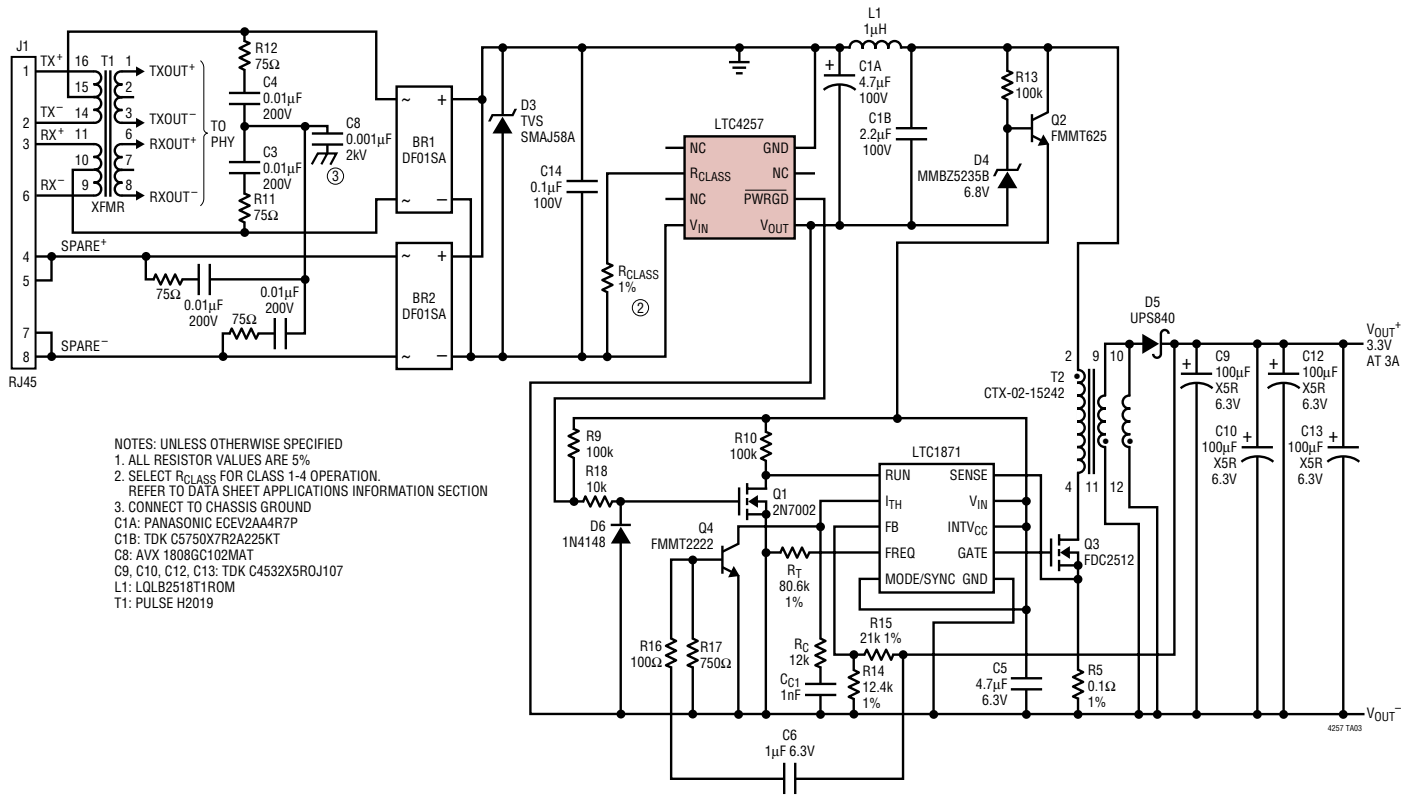 J1
1
TX+
16
T1
1
TXOUT+
15
2
2
TX−
14
3
TXOUT−
3
RX+
11
6
RXOUT+
10
7
6
RX−
9
8
RXOUT−
XFMR
TO
PHY
R12
75Ω
C4
0.01µF
200V
C3
0.01µF
200V
R11
75Ω
C8
0.001µF
2kV
3
~
+
BR1
DF01SA
~
−
~
+
BR2
DF01SA
~
−
4
SPARE+
5
75Ω
0.01µF
200V
0.01µF
200V
75Ω
7
8
SPARE−
RJ45
D3
TVS
SMAJ58A
C14
0.1µF
100V
LTC4257
NC
GND
RCLASS
NC
NC
PWRGD
VIN
VOUT
RCLASS
1%
2
L1
1µH
+
C1A
4.7µF
100V
C1B
2.2µF
100V
R13
100k
Q2
FMMT625
D4
MMBZ5235B
6.8V
D5
UPS840
2
9
10
T2
CTX-02-15242
4
11
12
+
C9
100µF
X5R
6.3V
+
C12
100µF
X5R
6.3V
C10
100µF
X5R
6.3V
+
C13
100µF
X5R
6.3V
+
VOUT+
3.3V
AT 3A
R9
100k
R18
10k
R10
100k
Q1
2N7002
D6
1N4148
Q4
FMMT2222
LTC1871
RUN
SENSE
ITH
VIN
FB
INTVCC
FREQ
GATE
MODE/SYNC
GND
Q3
FDC2512
RT
80.6k
1%
R16
100Ω
R17
750Ω
RC
12k
CC1
1nF
R15
21k 1%
R14
12.4k
1%
C5
4.7µF
6.3V
R5
0.1Ω
1%
VOUT−
4257 TA03
C6
1µF 6.3V
NOTES: UNLESS OTHERWISE SPECIFIED
1. ALL RESISTOR VALUES ARE 5%
2. SELECT RCLASS FOR CLASS 1-4 OPERATION.
REFER TO DATA SHEET APPLICATIONS INFORMATION SECTION
3. CONNECT TO CHASSIS GROUND
C1A: PANASONIC ECEV2AA4R7P
C1B: TDK C5750X7R2A225KT
C8: AVX 1808GC102MAT
C9, C10, C12, C13: TDK C4532X5ROJ107
L1: LQLB2518T1ROM
T1: PULSE H2019